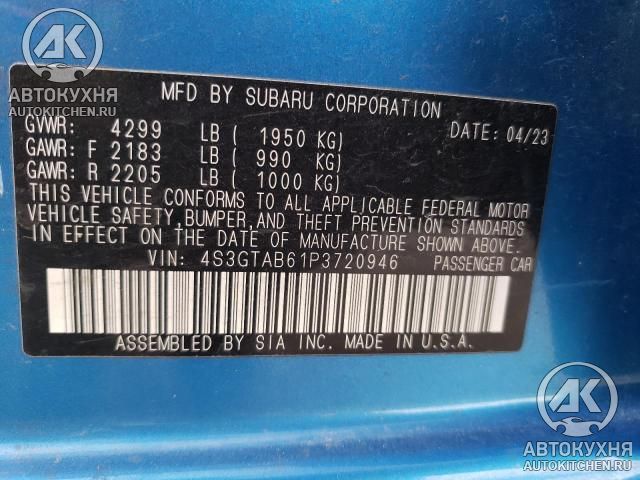 AK
АВТОКУХНЯ
AUTOKITCHEN.RU
MFD BY SUBARU CORPORATION
GVWR: 4299 LB ( 1950 KG) DATE: 04/23
GAWR: F 2183 LB ( 990 KG)
GAWR: R 2205 LB ( 1000 KG)
THIS VEHICLE CONFORMS TO ALL APPLICABLE FEDERAL MOTOR
VEHICLE SAFETY, BUMPER, AND THEFT PREVENTION STANDARDS
IN EFFECT ON THE DATE OF MANUFACTURE SHOWN ABOVE.
VIN: 4S3GTAB61P3720946 PASSENGER CAR
ASSEMBLED BY SIA INC. MADE IN U.S.A.
AK
АВТОКУХНЯ
AUTOKITCHEN.RU